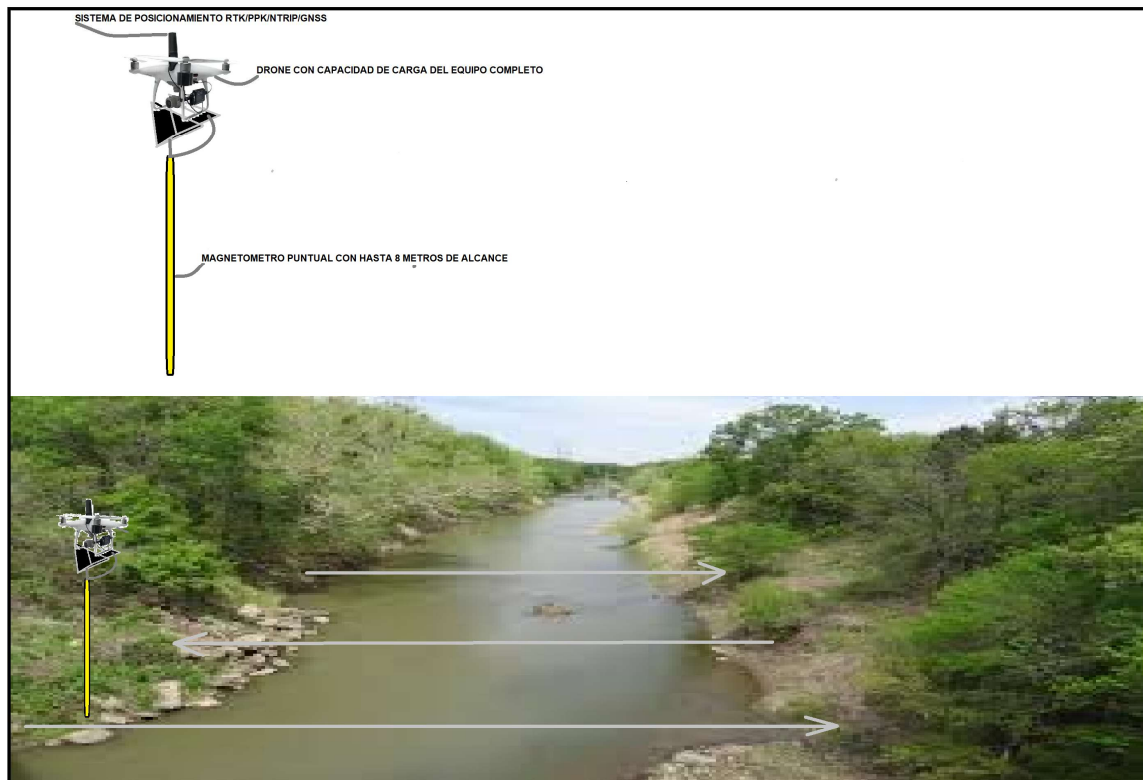 SISTEMA DE POSICIONAMIENTO RTK/PPK/NTRIP/GNSS
DRONE CON CAPACIDAD DE CARGA DEL EQUIPO COMPLETO
MAGNETOMETRO PUNTUAL CON HASTA 8 METROS DE ALCANCE